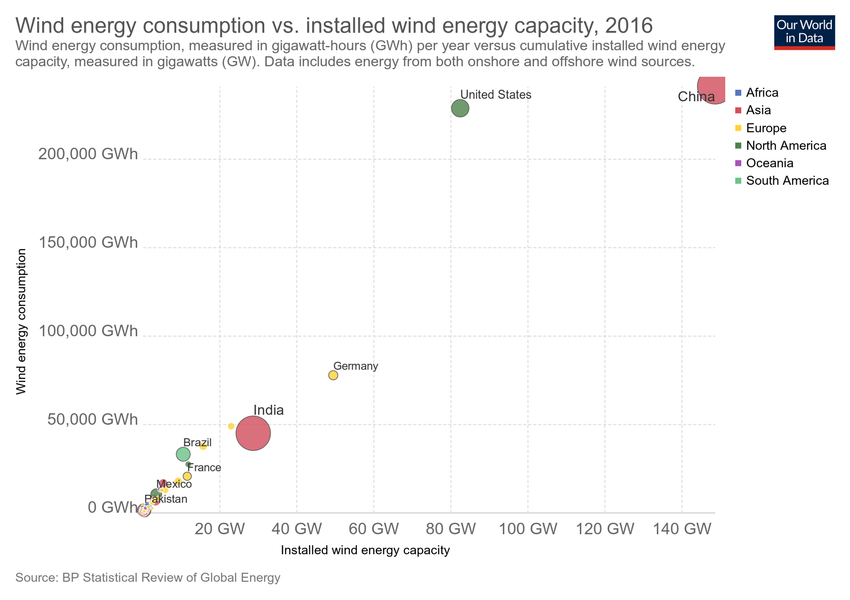 Wind energy consumption vs. installed wind energy capacity, 2016
Wind energy consumption, measured in gigawatt-hours (GWh) per year versus cumulative installed wind energy
capacity, measured in gigawatts (GW). Data includes energy from both onshore and offshore wind sources.
Our World
in Data
United States
China
Africa
Asia
Europe
North America
Oceania
South America
200,000 GWh
150,000 GWh
100,000 GWh
50,000 GWh
0 GWh
Wind energy consumption
Germany
India
Brazil
France
Mexico
Pakistan
20 GW
40 GW
60 GW
80 GW
100 GW
120 GW
140 GW
Installed wind energy capacity
Source: BP Statistical Review of Global Energy